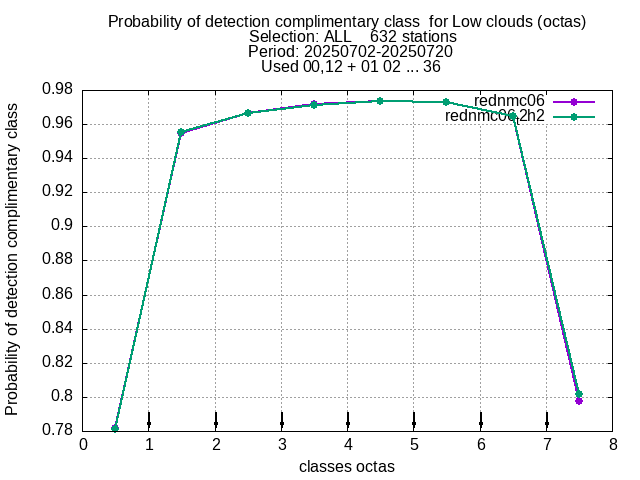 Probability of detection complimentary class  for Low clouds (octas)
Selection: ALL    632 stations
Period: 20250702-20250720
Used 00,12 + 01 02 ... 36
rednmc06
rednmc06.2h2
0.98
0.96
0.94
0.92
0.9
0.88
0.86
0.84
0.82
0.8
0.78
0 1 2 3 4 5 6 7 8
Probability of detection complimentary class
classes octas